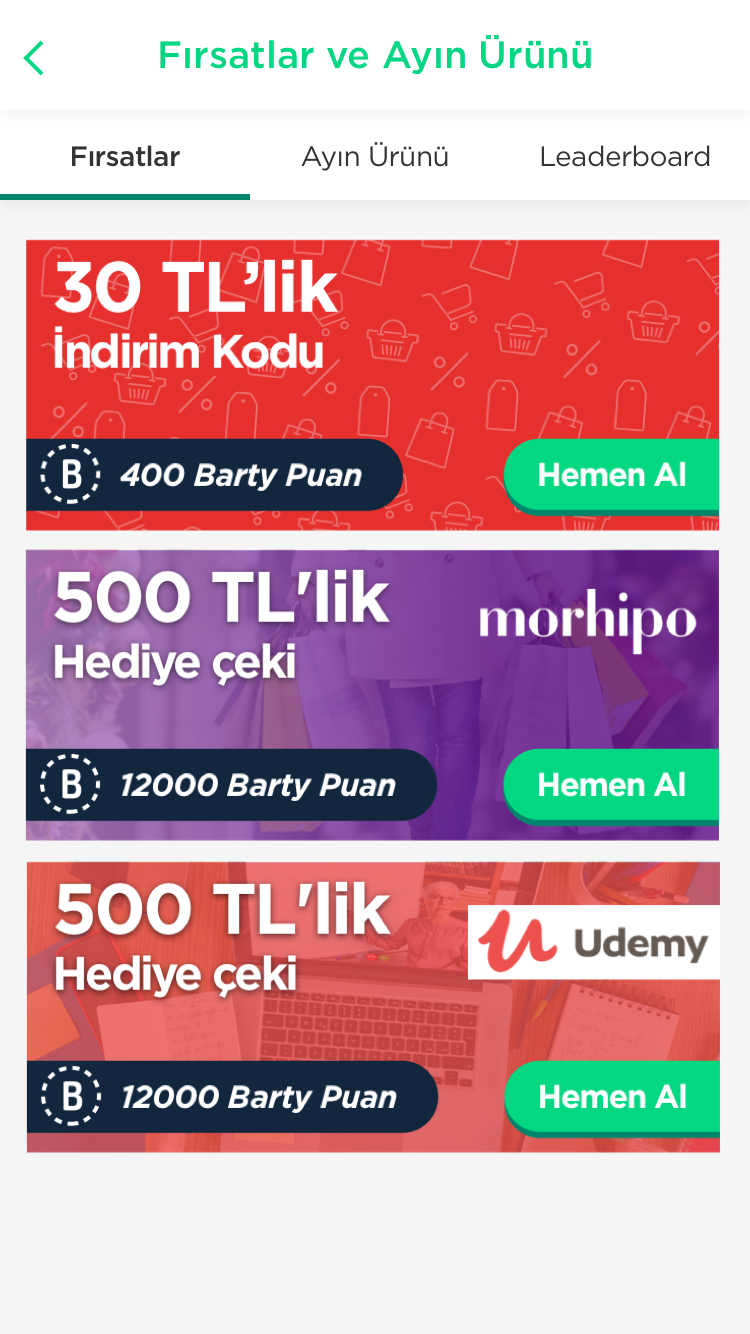 Fırsatlar ve Ayın Ürünü
Fırsatlar
Ayın Ürünü
Leaderboard
30 TL’lik
İndirim Kodu
B 400 Barty Puan
Hemen Al
500 TL'lik
Hediye çeki
morhipo
B 12000 Barty Puan
Hemen Al
500 TL'lik
Hediye çeki
Udemy
B 12000 Barty Puan
Hemen Al